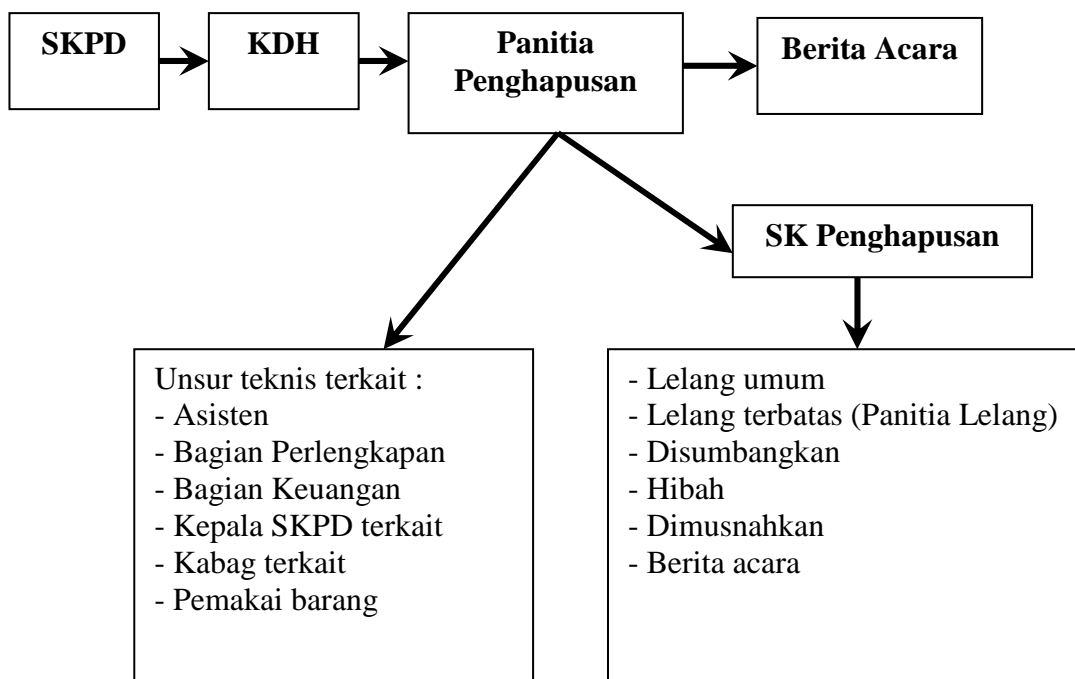 SKPD
KDH
Panitia
Penghapusan
Berita Acara
SK Penghapusan
Unsur teknis terkait :
- Asisten
- Bagian Perlengkapan
- Bagian Keuangan
- Kepala SKPD terkait
- Kabag terkait
- Pemakai barang
- Lelang umum
- Lelang terbatas (Panitia Lelang)
- Disumbangkan
- Hibah
- Dimusnahkan
- Berita acara